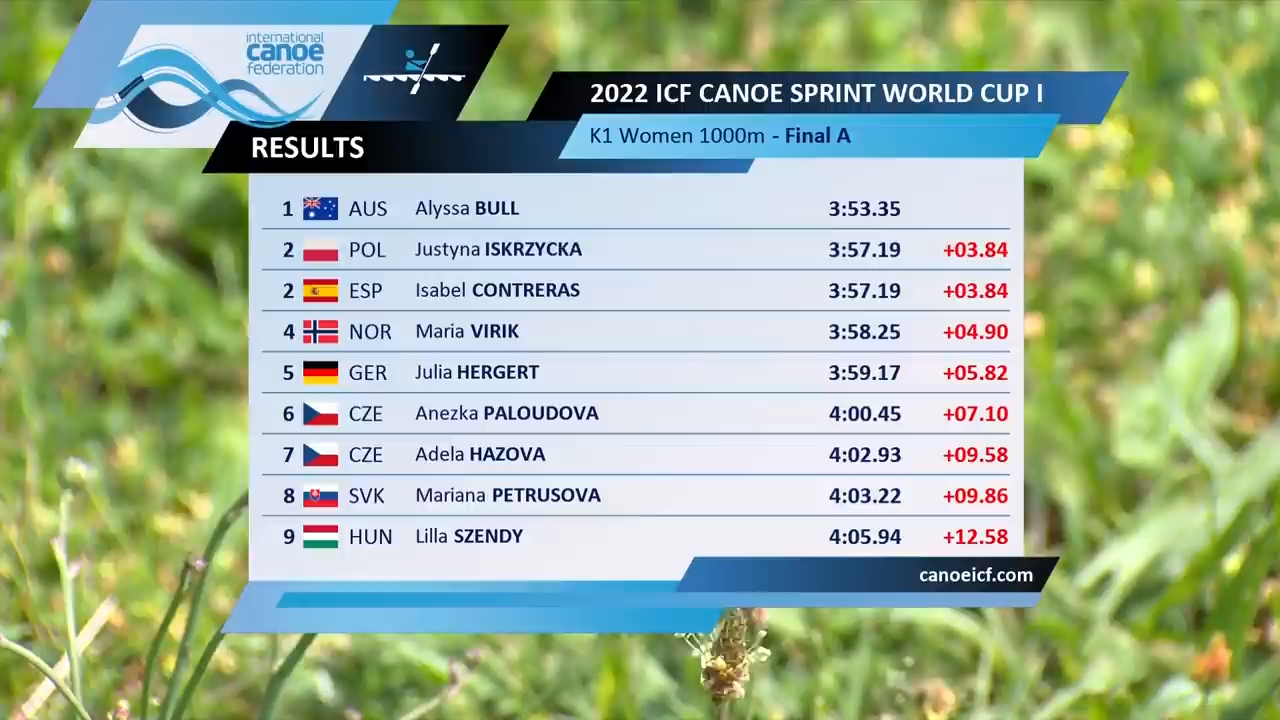 international
canoe
federation
2022 ICF CANOE SPRINT WORLD CUP I
K1 Women 1000m - Final A
RESULTS
1 AUS Alyssa BULL 3:53.35
2 POL Justyna ISKRZYCKA 3:57.19 +03.84
2 ESP Isabel CONTRERAS 3:57.19 +03.84
4 NOR Maria VIRIK 3:58.25 +04.90
5 GER Julia HERGERT 3:59.17 +05.82
6 CZE Anezka PALOUDOVA 4:00.45 +07.10
7 CZE Adela HAZOVA 4:02.93 +09.58
8 SVK Mariana PETRUSOVA 4:03.22 +09.86
9 HUN Lilla SZENDY 4:05.94 +12.58
canoeicf.com